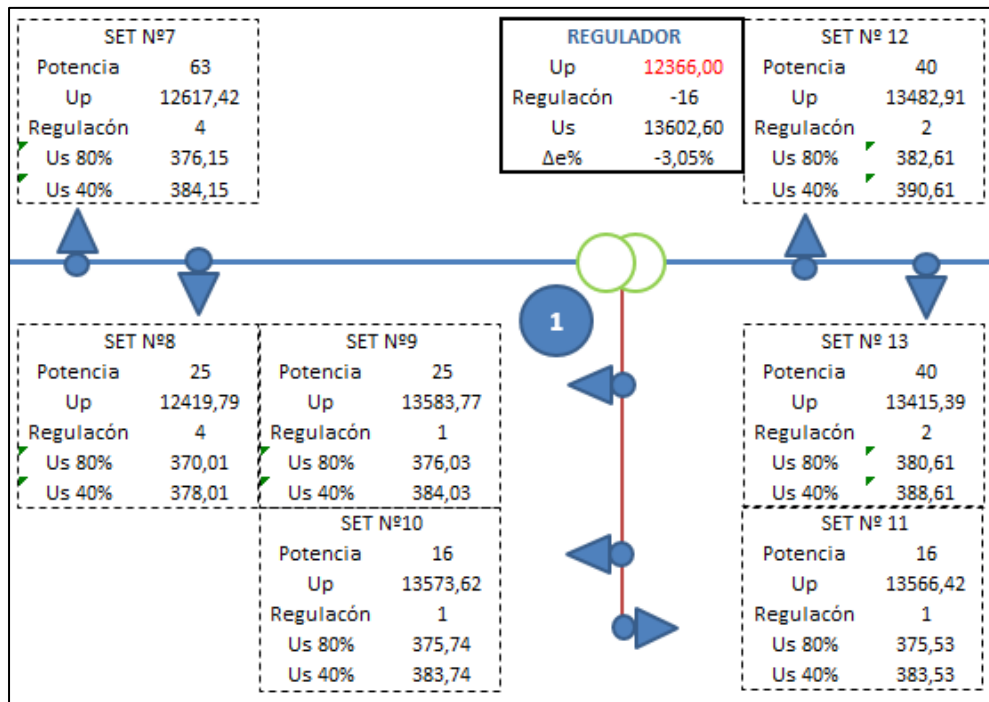 SET Nº7
Potencia 63
Up 12617,42
Regulacón 4
Us 80% 376,15
Us 40% 384,15
REGULADOR
Up 12366,00
Regulacón -16
Us 13602,60
Δe% -3,05%
SET Nº 12
Potencia 40
Up 13482,91
Regulacón 2
Us 80% 382,61
Us 40% 390,61
1
SET Nº8
Potencia 25
Up 12419,79
Regulacón 4
Us 80% 370,01
Us 40% 378,01
SET Nº9
Potencia 25
Up 13583,77
Regulacón 1
Us 80% 376,03
Us 40% 384,03
SET Nº10
Potencia 16
Up 13573,62
Regulacón 1
Us 80% 375,74
Us 40% 383,74
SET Nº 13
Potencia 40
Up 13415,39
Regulacón 2
Us 80% 380,61
Us 40% 388,61
SET Nº 11
Potencia 16
Up 13566,42
Regulacón 1
Us 80% 375,53
Us 40% 383,53